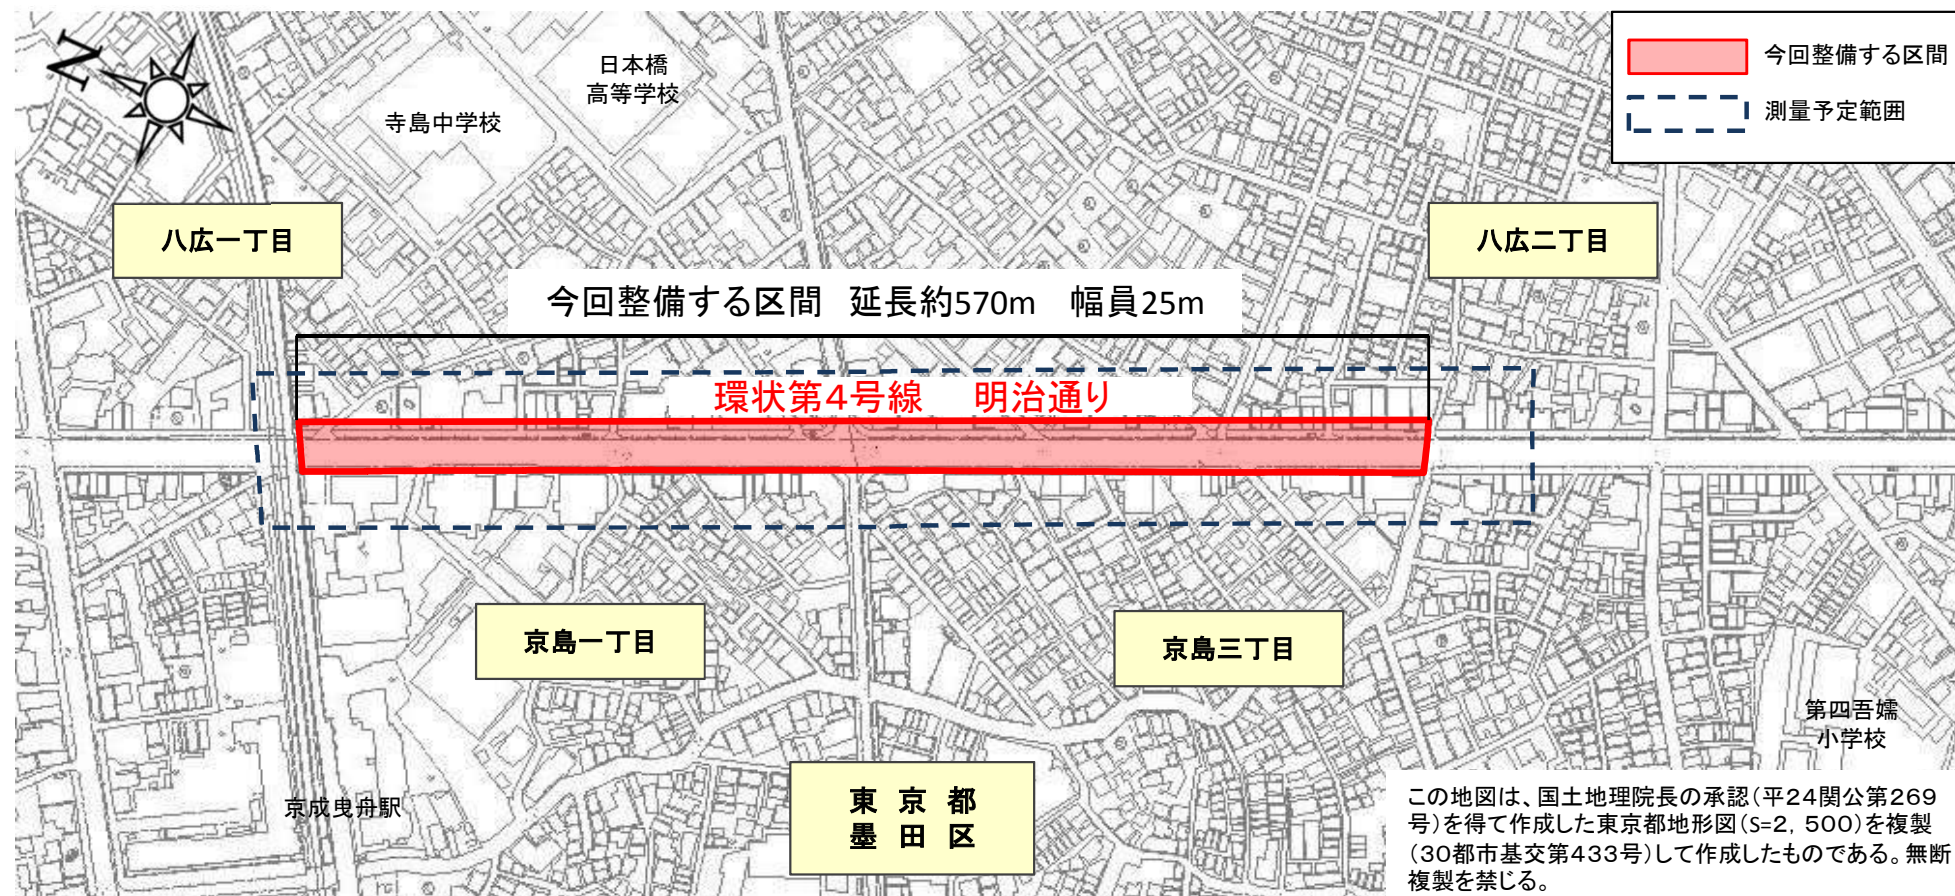 N
日本橋
高等学校
寺島中学校
今回整備する区間
測量予定範囲
八広一丁目
八広二丁目
今回整備する区間 延長約570m 幅員25m
環状第4号線 明治通り
京島一丁目
京島三丁目
第四吾嬬
小学校
京成曳舟駅
東 京 都
墨 田 区
この地図は、国土地理院長の承認(平24関公第269
号)を得て作成した東京都地形図(S=2,500)を複製
(30都市基交第433号)して作成したものである。無断
複製を禁じる。